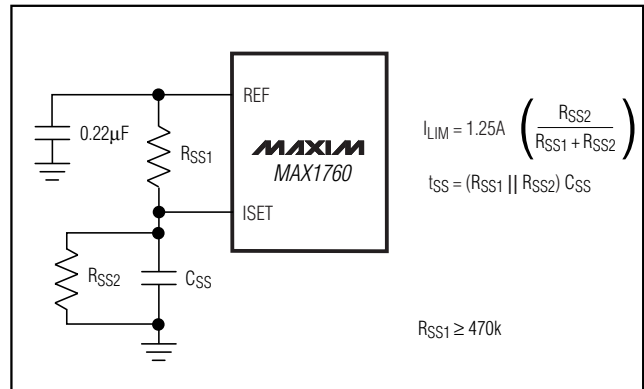 REF
0.22μF
RSS1
MAXIM
MAX1760
ISET
RSS2
CSS
ILIM = 1.25A ( RSS2 / RSS1 + RSS2 )
tSS = (RSS1 || RSS2) CSS
RSS1 ≥ 470k